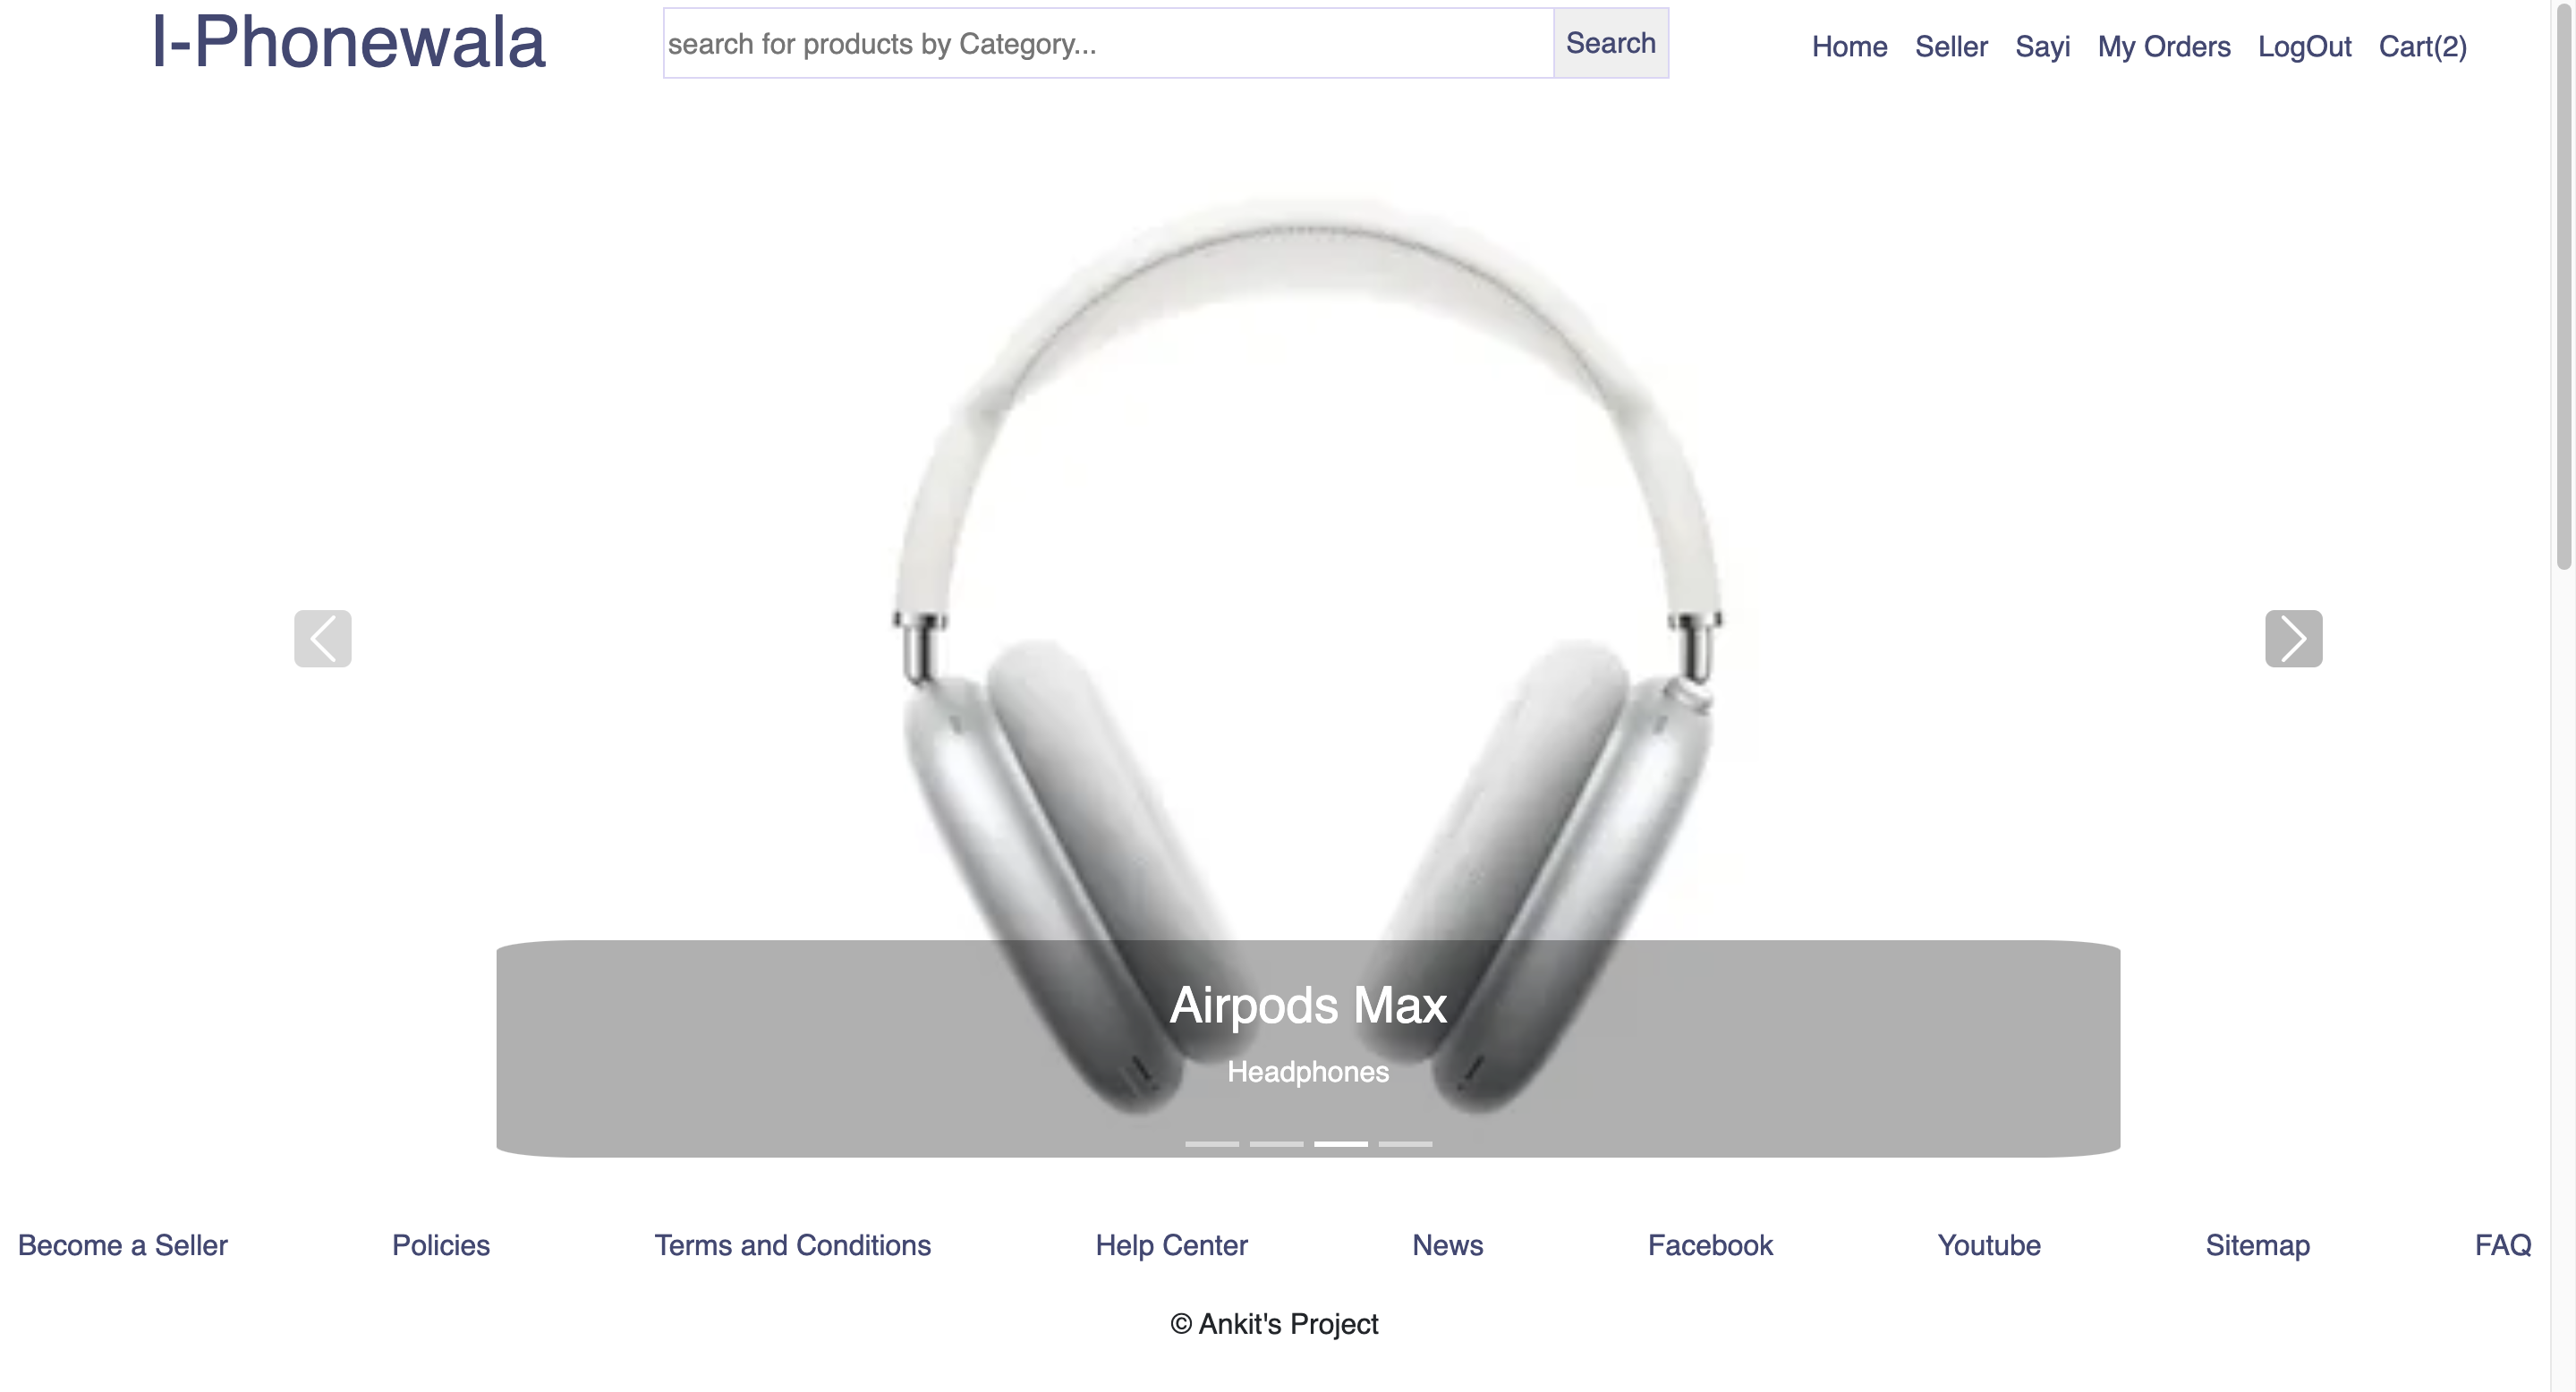 I-Phonewala
search for products by Category...
Search
Home Seller Sayi My Orders LogOut Cart(2)
Airpods Max
Headphones
Become a Seller Policies Terms and Conditions Help Center News Facebook Youtube Sitemap FAQ
© Ankit's Project